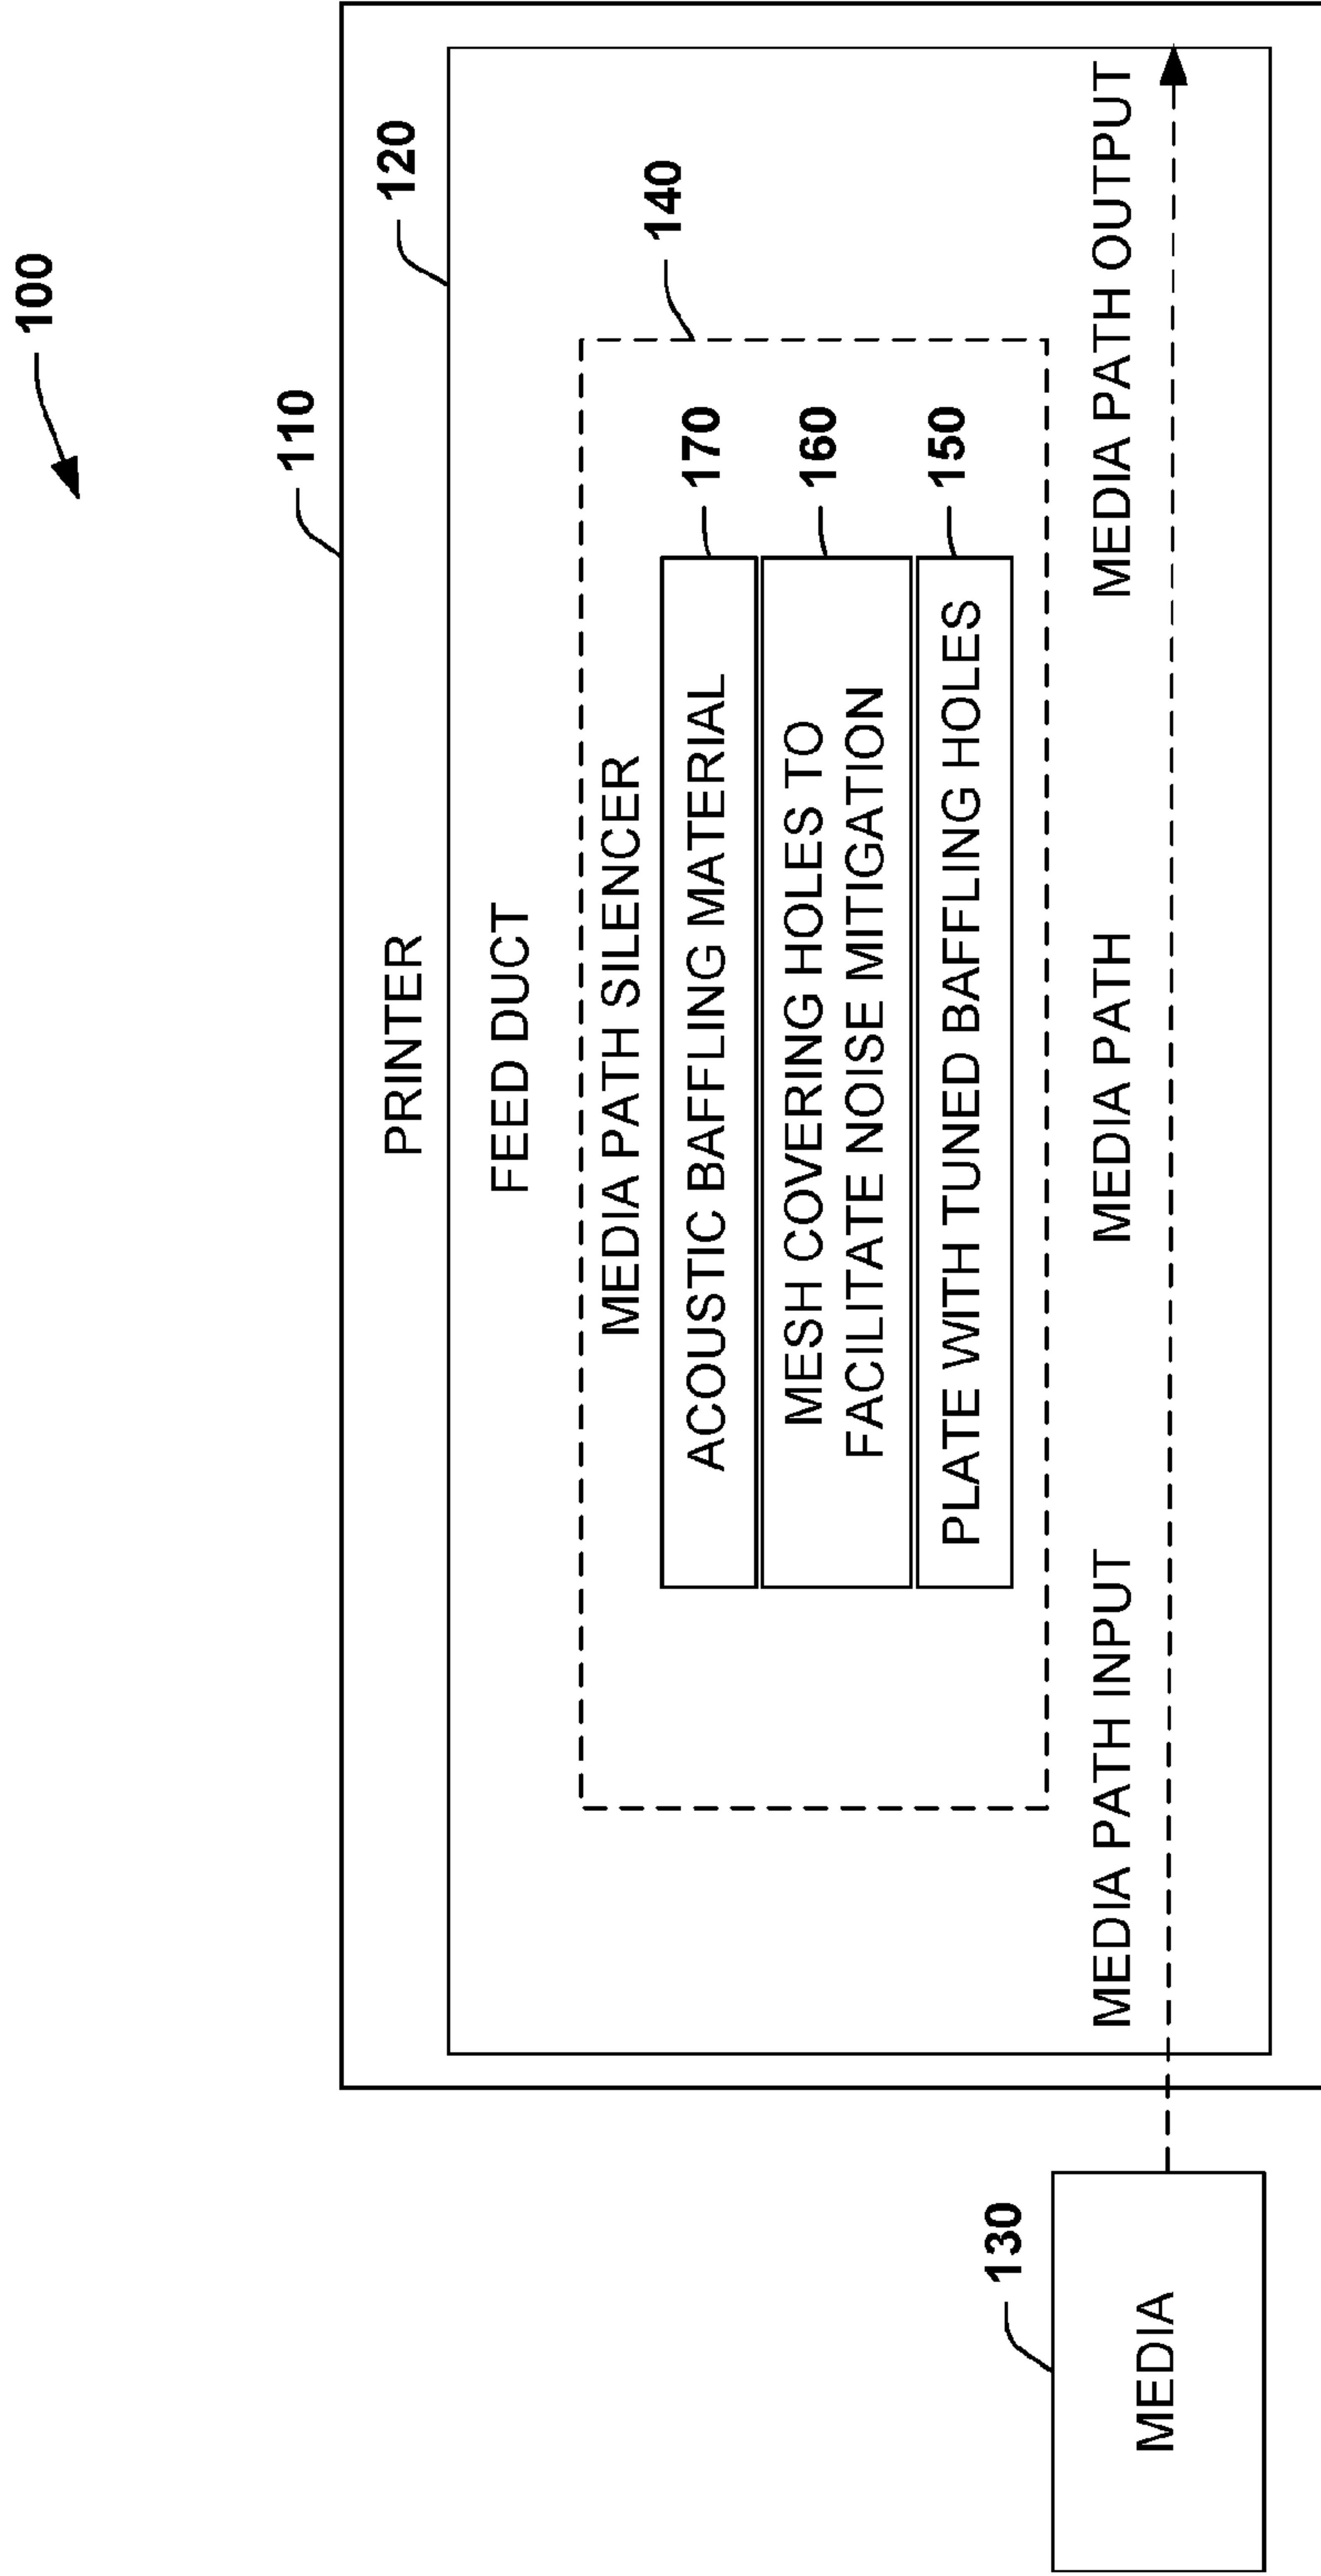 100
110
PRINTER
120
FEED DUCT
140
MEDIA PATH SILENCER
170
ACOUSTIC BAFFLING MATERIAL
160
MESH COVERING HOLES TO
FACILITATE NOISE MITIGATION
150
PLATE WITH TUNED BAFFLING HOLES
130
MEDIA
MEDIA PATH INPUT
MEDIA PATH
MEDIA PATH OUTPUT